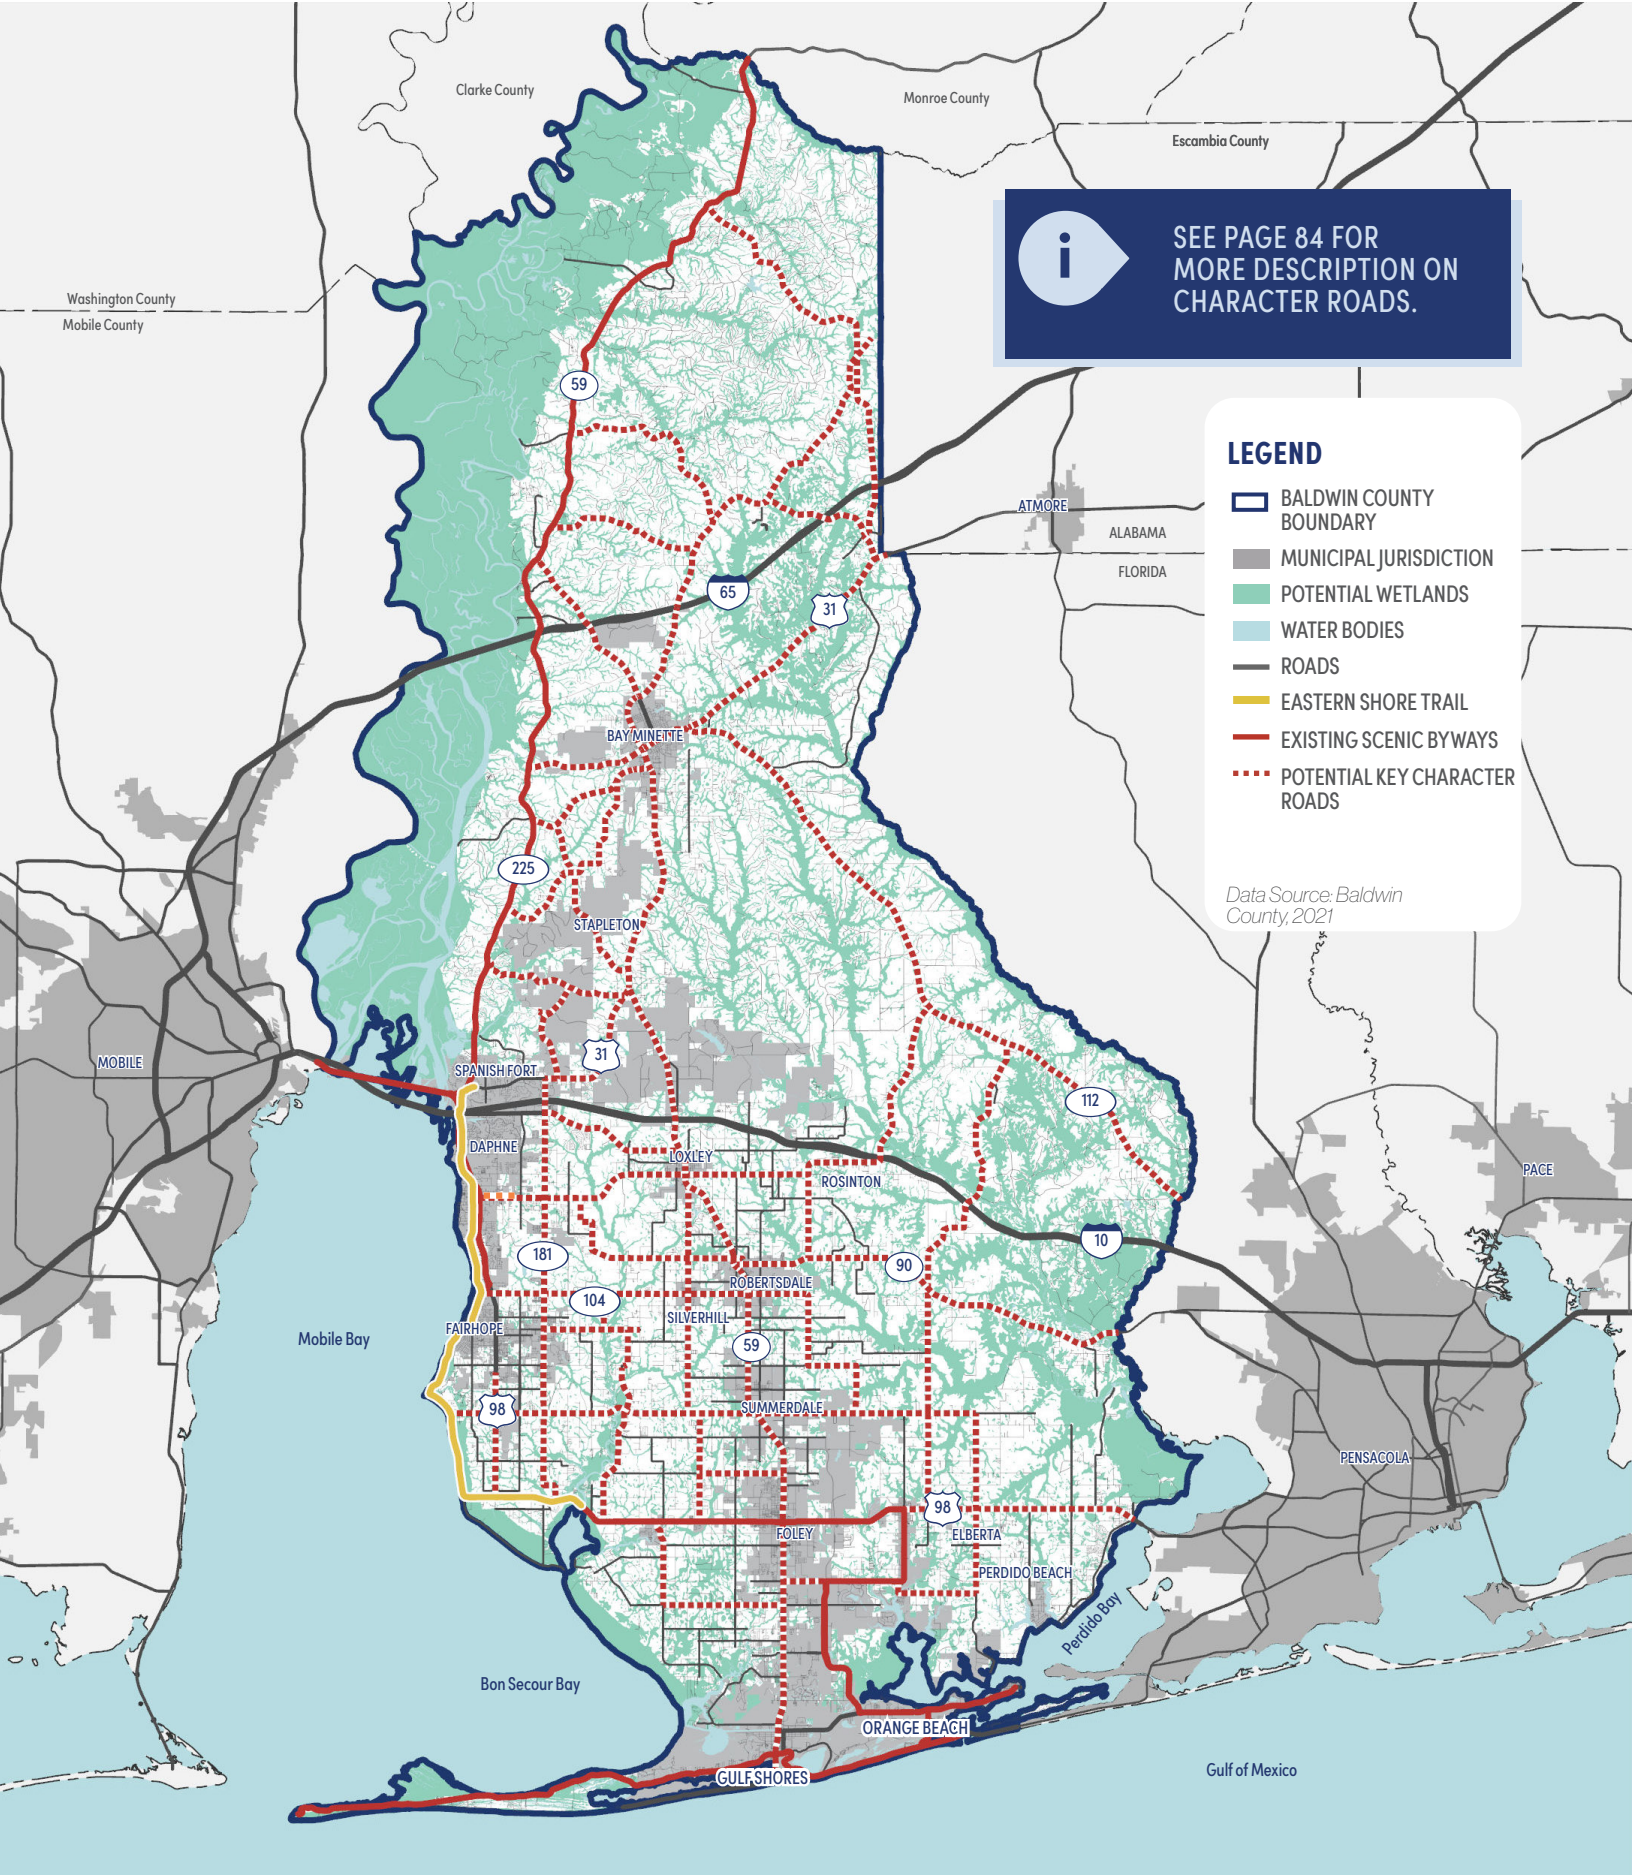 Clarke County
Monroe County
Escambia County
Washington County
Mobile County
i
SEE PAGE 84 FOR
MORE DESCRIPTION ON
CHARACTER ROADS.
LEGEND
BALDWIN COUNTY
BOUNDARY
MUNICIPAL JURISDICTION
POTENTIAL WETLANDS
WATER BODIES
ROADS
EASTERN SHORE TRAIL
EXISTING SCENIC BYWAYS
POTENTIAL KEY CHARACTER
ROADS
Data Source: Baldwin
County, 2021
59
ATMORE
ALABAMA
FLORIDA
65
31
BAY MINETTE
225
STAPLETON
31
MOBILE
SPANISH FORT
112
DAPHNE
LOXLEY
ROSINTON
PACE
181
10
90
ROBERTSDALE
104
SILVERHILL
FAIRHOPE
Mobile Bay
59
98
SUMMERDALE
PENSACOLA
98
FOLEY
ELBERTA
PERDIDO BEACH
Perdido Bay
Bon Secour Bay
ORANGE BEACH
GULF SHORES
Gulf of Mexico